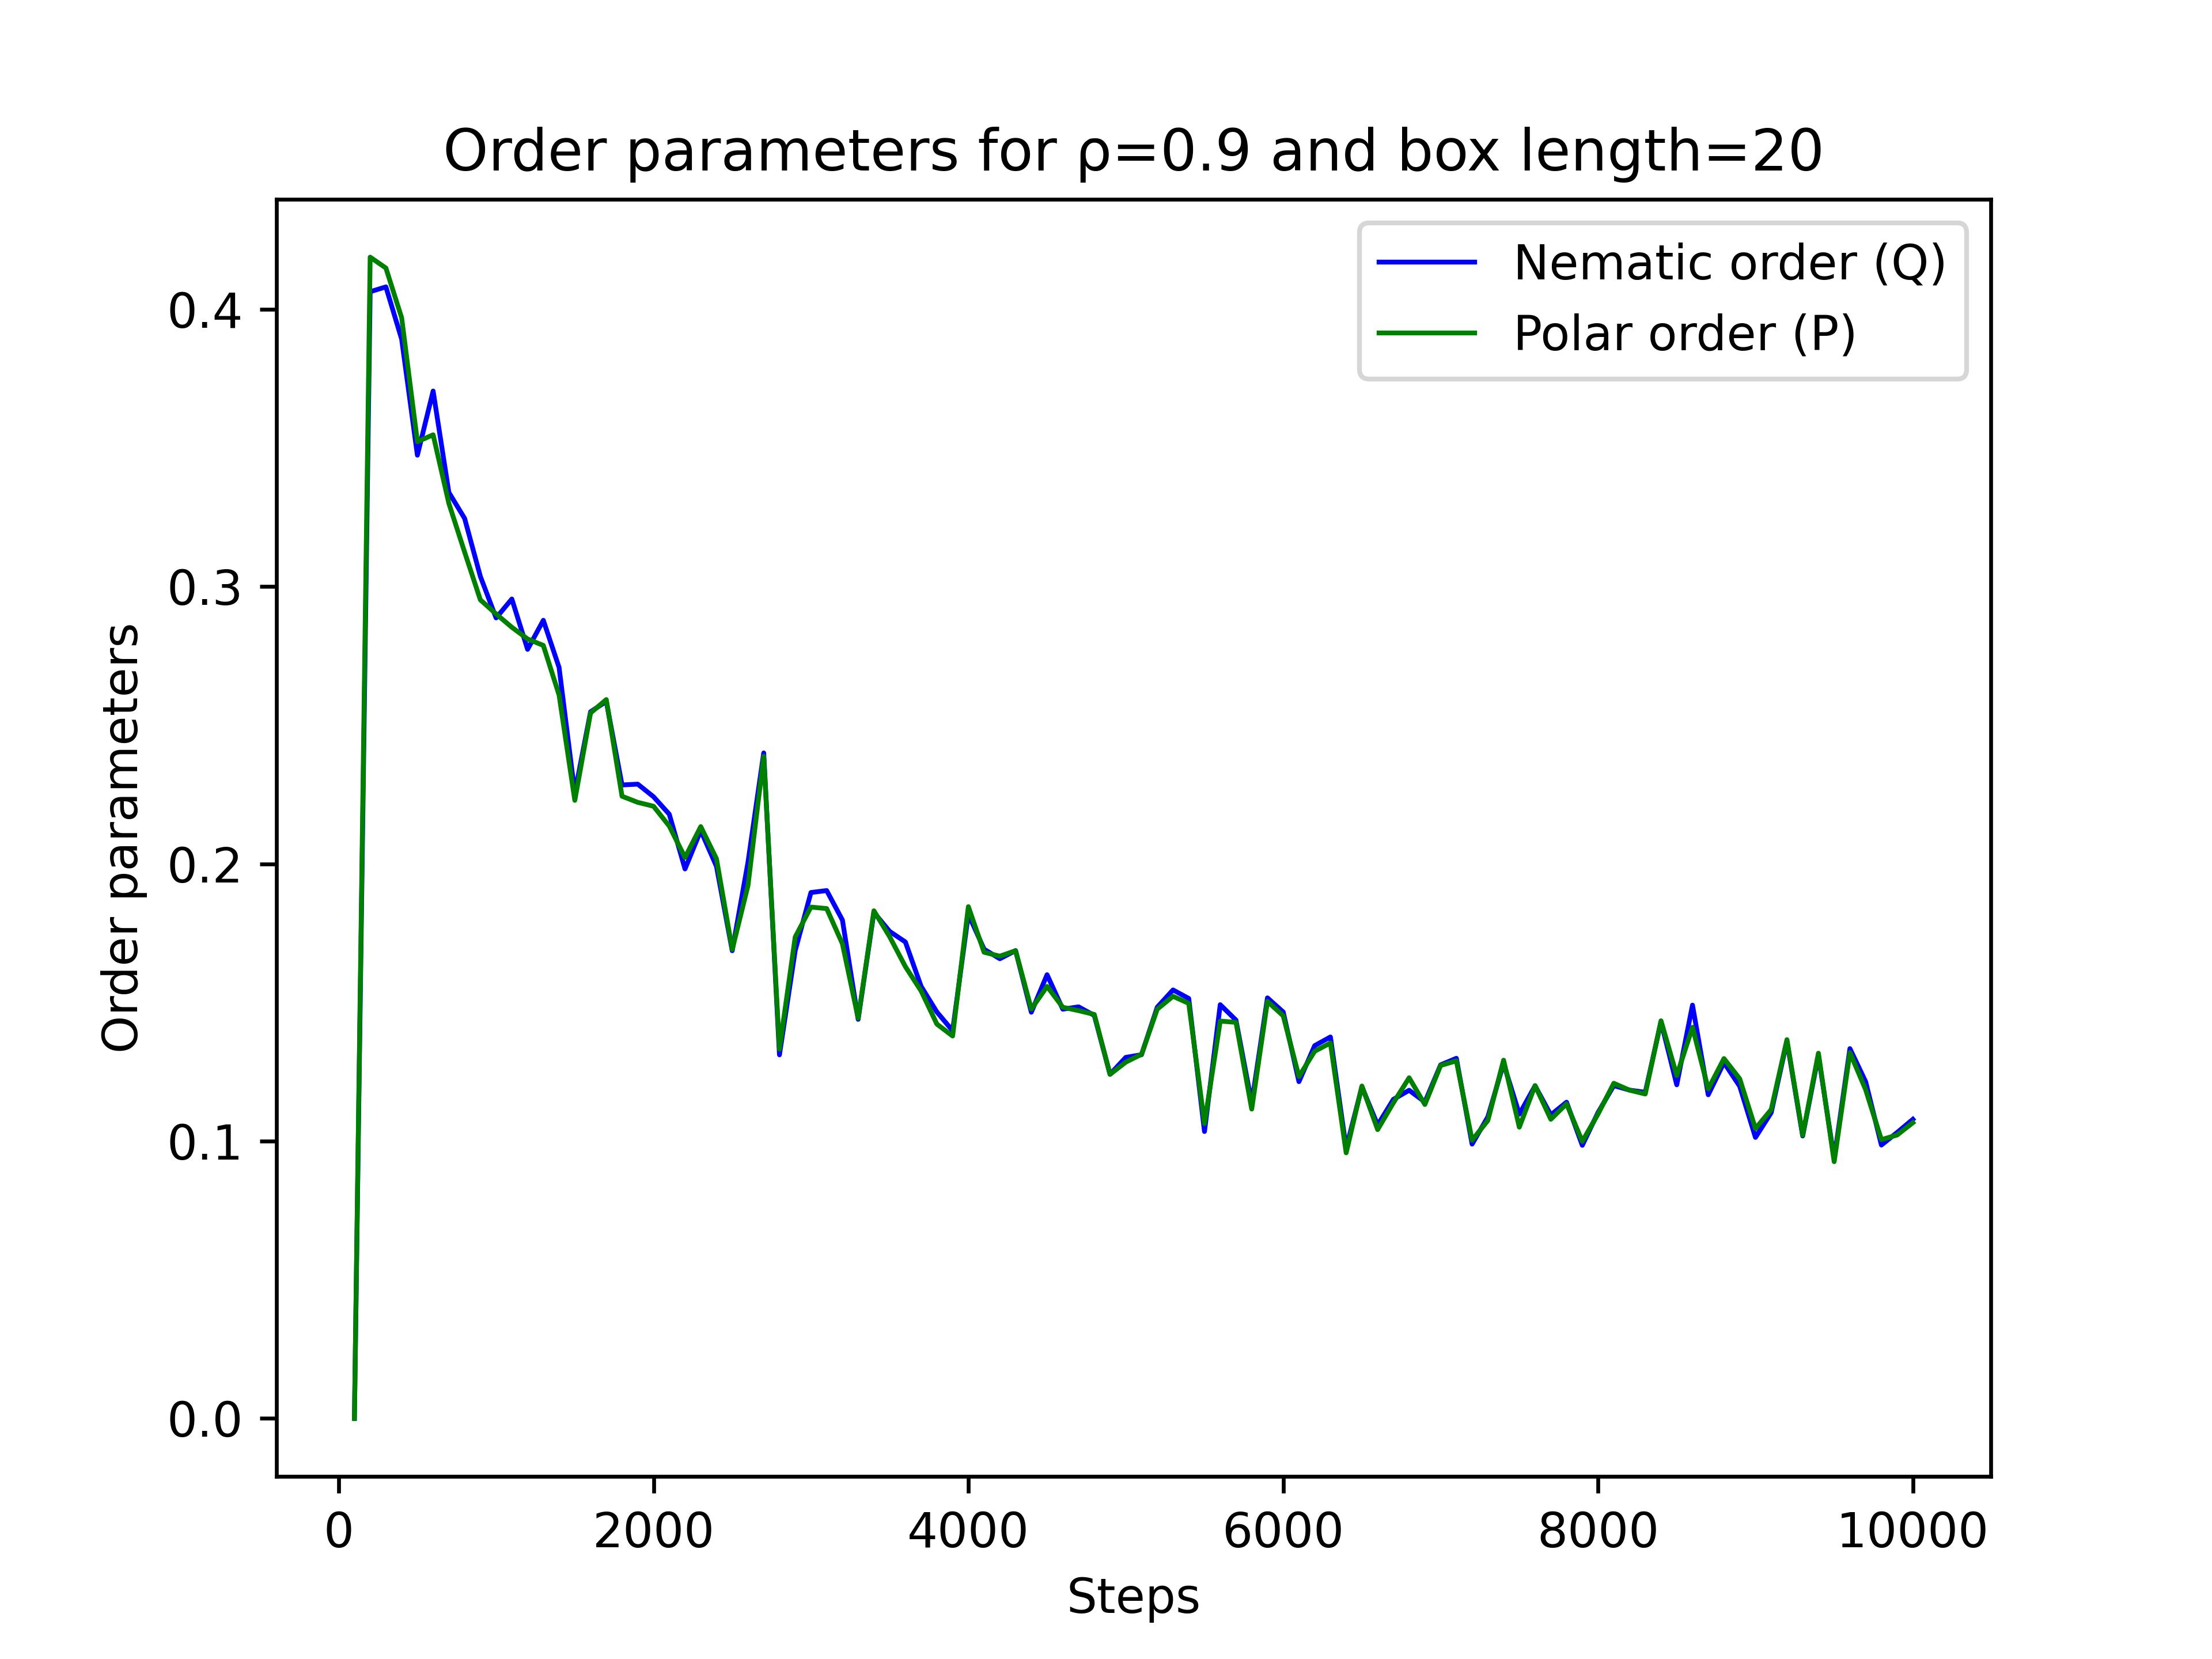 Order parameters for ρ=0.9 and box length=20
Nematic order (Q)
Polar order (P)
Order parameters
0.4
0.3
0.2
0.1
0.0
0 2000 4000 6000 8000 10000
Steps